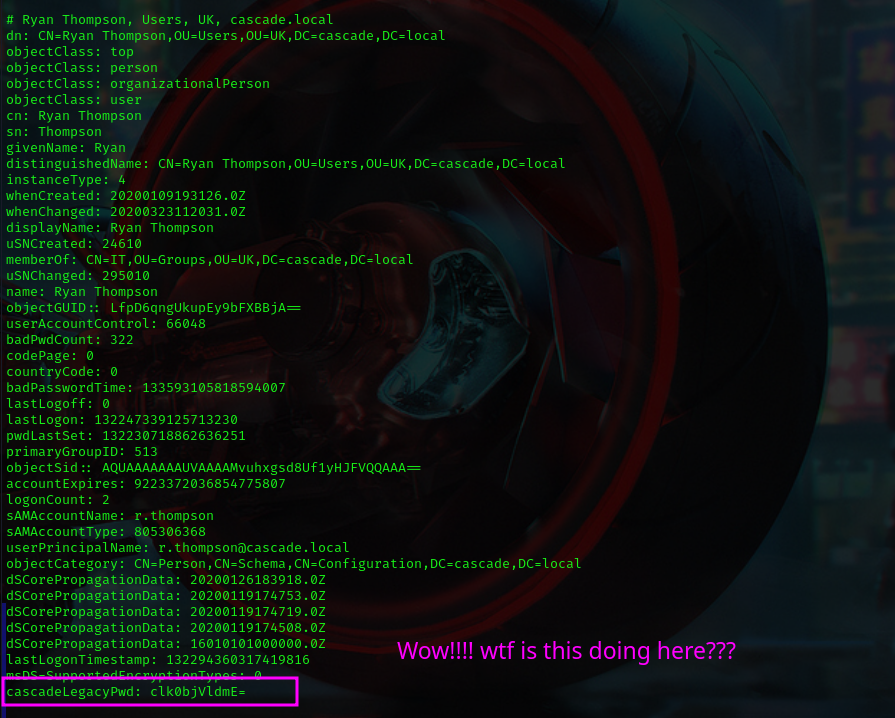 # Ryan Thompson, Users, UK, cascade.local
dn: CN=Ryan Thompson,OU=Users,OU=UK,DC=cascade,DC=local
objectClass: top
objectClass: person
objectClass: organizationalPerson
objectClass: user
cn: Ryan Thompson
sn: Thompson
givenName: Ryan
distinguishedName: CN=Ryan Thompson,OU=Users,OU=UK,DC=cascade,DC=local
instanceType: 4
whenCreated: 20200109193126.0Z
whenChanged: 20200323112031.0Z
displayName: Ryan Thompson
uSNCreated: 24610
memberOf: CN=IT,OU=Groups,OU=UK,DC=cascade,DC=local
uSNChanged: 295010
name: Ryan Thompson
objectGUID:: LfpD6qngUkupEy9bFXBBjA==
userAccountControl: 66048
badPwdCount: 322
codePage: 0
countryCode: 0
badPasswordTime: 133593105818594007
lastLogoff: 0
lastLogon: 132247339125713230
pwdLastSet: 132230718862636251
primaryGroupID: 513
objectSid:: AQUAAAAAAAUVAAAAMvuhxgsd8Uf1yHJFVQQAAA==
accountExpires: 9223372036854775807
logonCount: 2
sAMAccountName: r.thompson
sAMAccountType: 805306368
userPrincipalName: r.thompson@cascade.local
objectCategory: CN=Person,CN=Schema,CN=Configuration,DC=cascade,DC=local
dSCorePropagationData: 20200126183918.0Z
dSCorePropagationData: 20200119174753.0Z
dSCorePropagationData: 20200119174719.0Z
dSCorePropagationData: 20200119174508.0Z
dSCorePropagationData: 16010101000000.0Z
lastLogonTimestamp: 132294360317419816
Wow!!!! wtf is this doing here???
msDS-SupportedEncryptionTypes: 0
cascadeLegacyPwd: clk0bjVldmE=